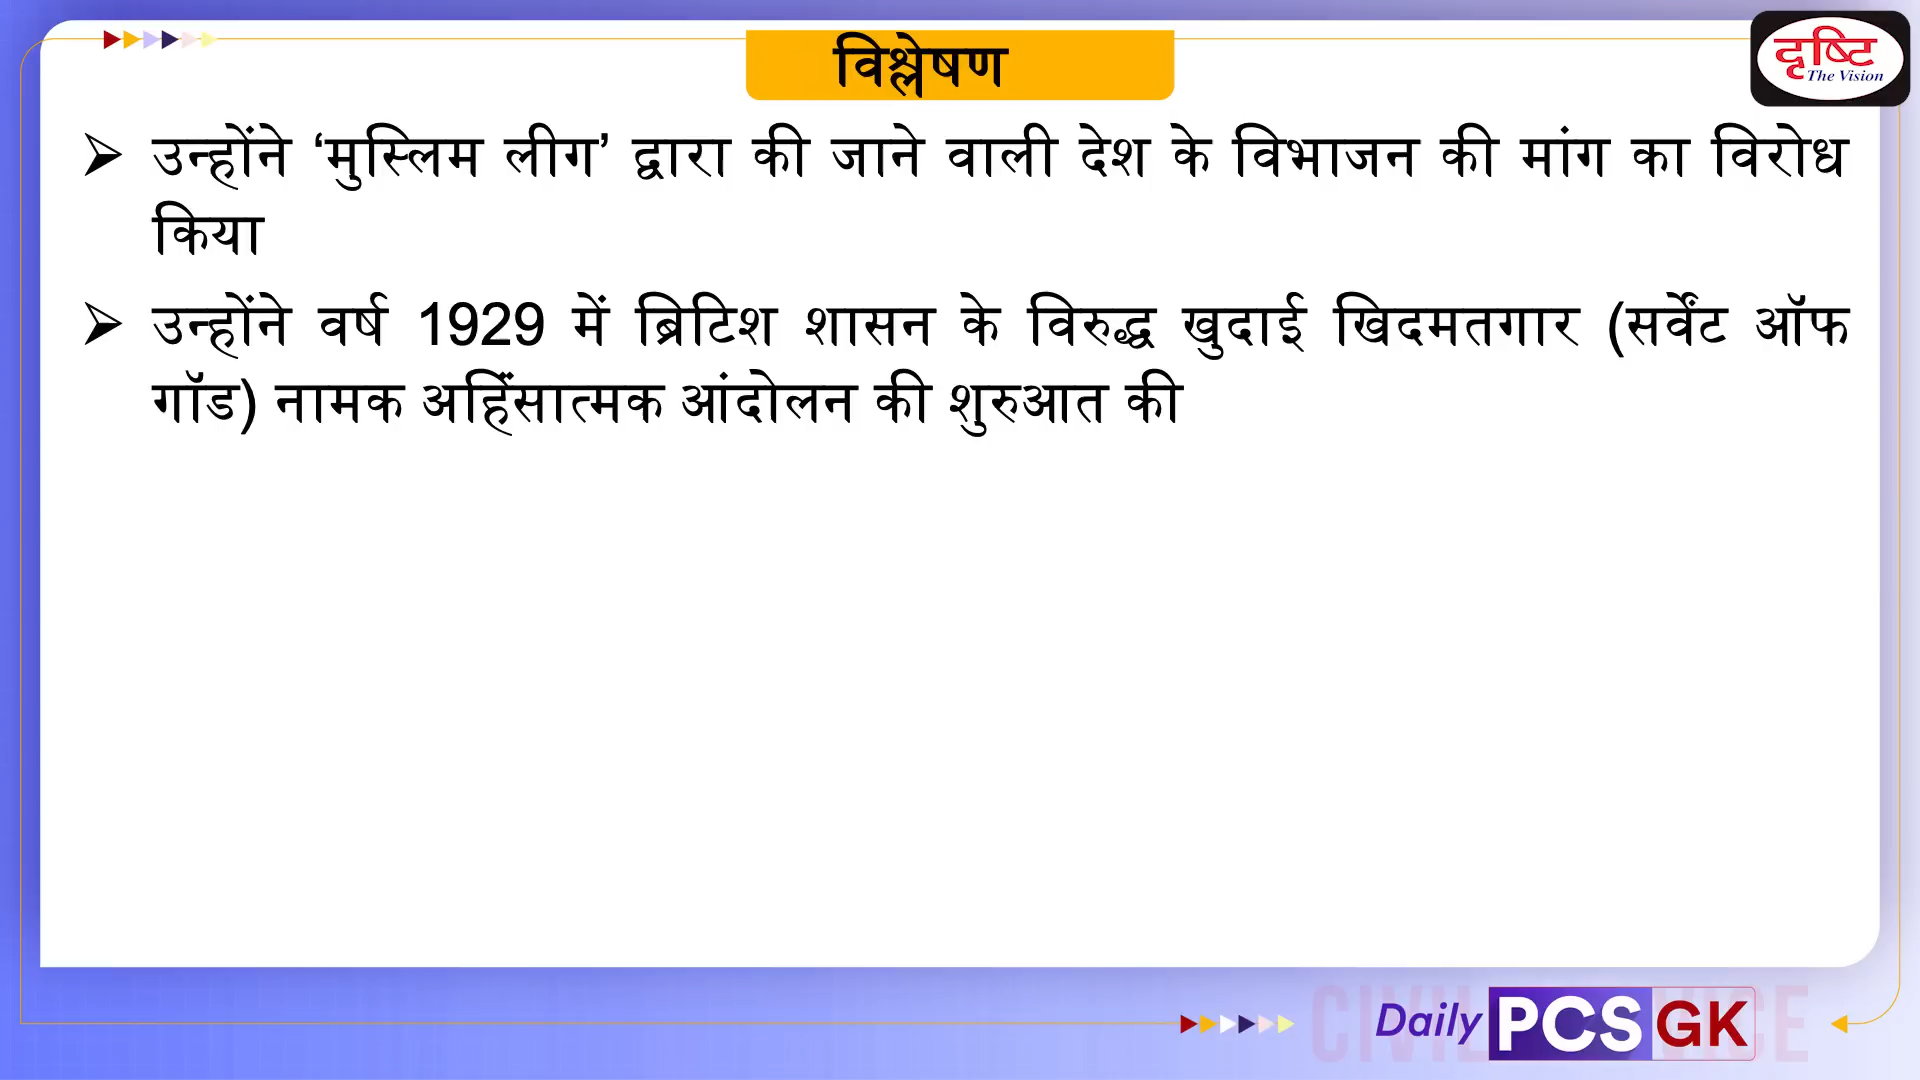 विश्लेषण
दृष्टि
The Vision
➢ उन्होंने ‘मुस्लिम लीग’ द्वारा की जाने वाली देश के विभाजन की मांग का विरोध
किया
➢ उन्होंने वर्ष 1929 में ब्रिटिश शासन के विरुद्ध खुदाई खिदमतगार (सर्वेंट ऑफ
गॉड) नामक अहिंसात्मक आंदोलन की शुरुआत की
Daily PCS GK